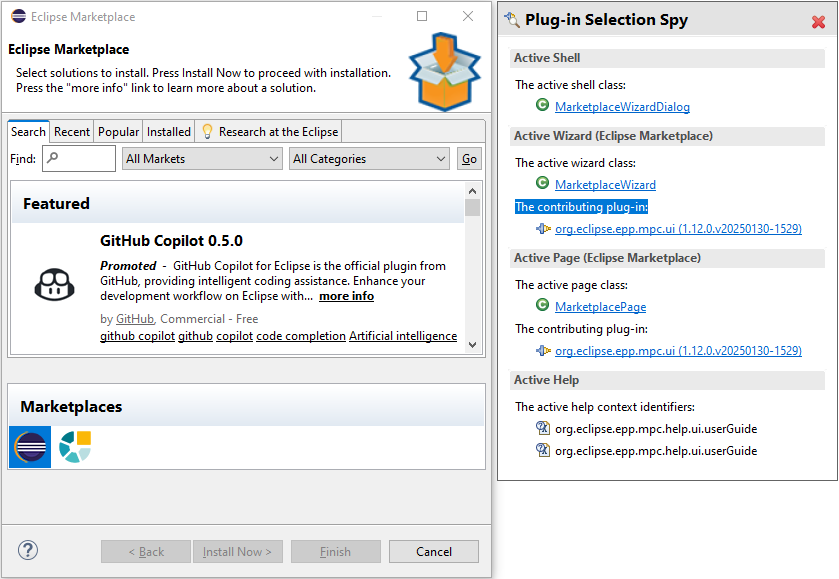 Eclipse Marketplace
Eclipse Marketplace
Select solutions to install. Press Install Now to proceed with installation.
Press the "more info" link to learn more about a solution.
Search Recent Popular Installed Research at the Eclipse
Find: All Markets All Categories Go
Featured
GitHub Copilot 0.5.0
Promoted - GitHub Copilot for Eclipse is the official plugin from
GitHub, providing intelligent coding assistance. Enhance your
development workflow on Eclipse with... more info
by GitHub, Commercial - Free
github copilot github copilot code completion Artificial intelligence
Marketplaces
< Back Install Now > Finish Cancel
Plug-in Selection Spy
Active Shell
The active shell class:
MarketplaceWizardDialog
Active Wizard (Eclipse Marketplace)
The active wizard class:
MarketplaceWizard
The contributing plug-in:
org.eclipse.epp.mpc.ui (1.12.0.v20250130-1529)
Active Page (Eclipse Marketplace)
The active page class:
MarketplacePage
The contributing plug-in:
org.eclipse.epp.mpc.ui (1.12.0.v20250130-1529)
Active Help
The active help context identifiers:
org.eclipse.epp.mpc.help.ui.userGuide
org.eclipse.epp.mpc.help.ui.userGuide